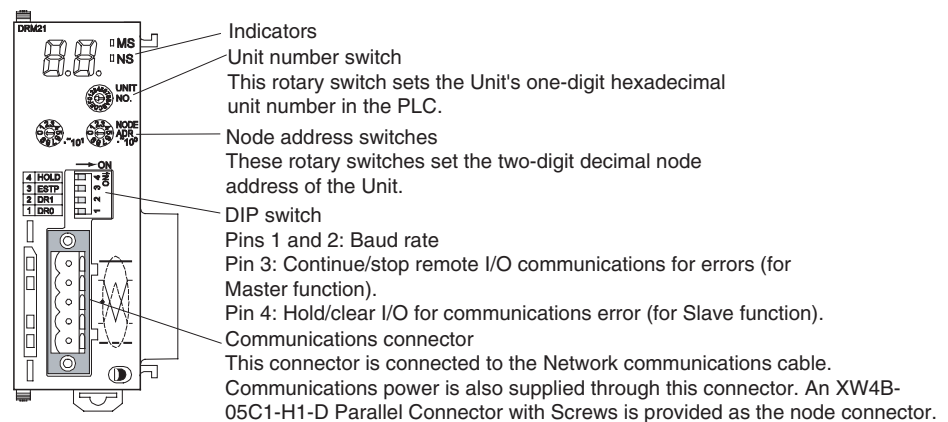 DRM21
MS
NS
UNIT
NO.
NODE
ADR
×10¹
×10⁰
ON
4 HOLD
3 ESTP
2 DR1
1 DR0
1 2 3 4
ON
Indicators
Unit number switch
This rotary switch sets the Unit's one-digit hexadecimal
unit number in the PLC.
Node address switches
These rotary switches set the two-digit decimal node
address of the Unit.
DIP switch
Pins 1 and 2: Baud rate
Pin 3: Continue/stop remote I/O communications for errors (for
Master function).
Pin 4: Hold/clear I/O for communications error (for Slave function).
Communications connector
This connector is connected to the Network communications cable.
Communications power is also supplied through this connector. An XW4B-
05C1-H1-D Parallel Connector with Screws is provided as the node connector.